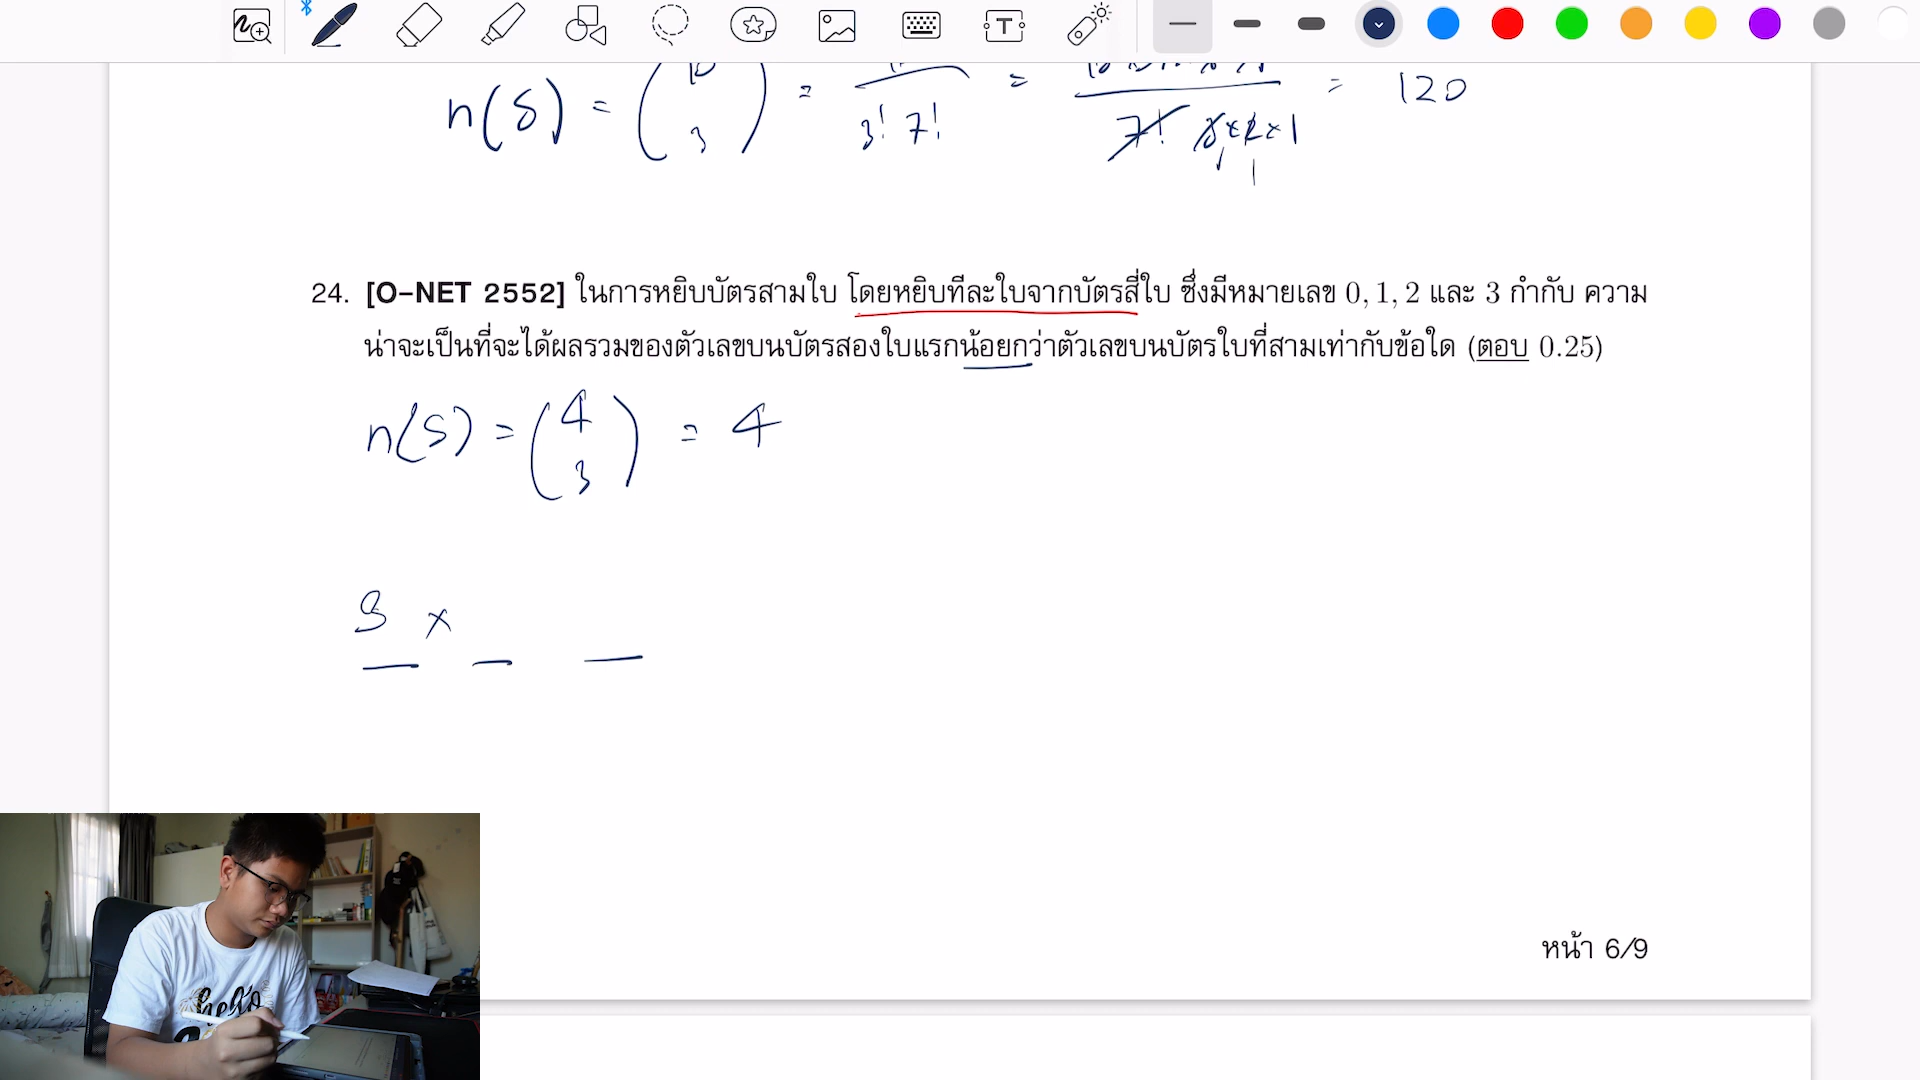 n(S) = (10 3) = 3! 7! = 7! 3×2×1 = 120
24. [O-NET 2552] ในการหยิบบัตรสามใบ โดยหยิบทีละใบจากบัตรสี่ใบ ซึ่งมีหมายเลข 0, 1, 2 และ 3 กำกับ ความ
น่าจะเป็นที่จะได้ผลรวมของตัวเลขบนบัตรสองใบแรกน้อยกว่าตัวเลขบนบัตรใบที่สามเท่ากับข้อใด (ตอบ 0.25)
n(S) = (4 3) = 4
×
หน้า 6/9
hello